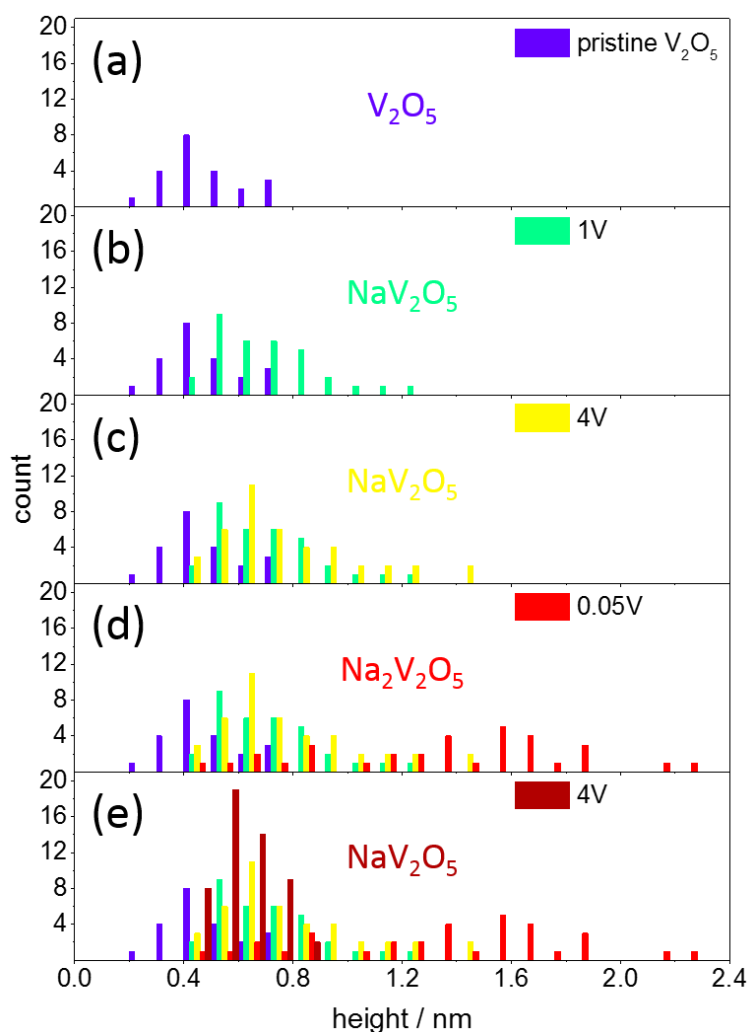 20
16
12
8
4
(a)
pristine V₂O₅
V₂O₅
20
16
12
8
4
(b)
1V
NaV₂O₅
20
16
12
8
4
(c)
4V
NaV₂O₅
20
16
12
8
4
(d)
0.05V
Na₂V₂O₅
20
16
12
8
4
(e)
4V
NaV₂O₅
count
0.0 0.4 0.8 1.2 1.6 2.0 2.4
height / nm